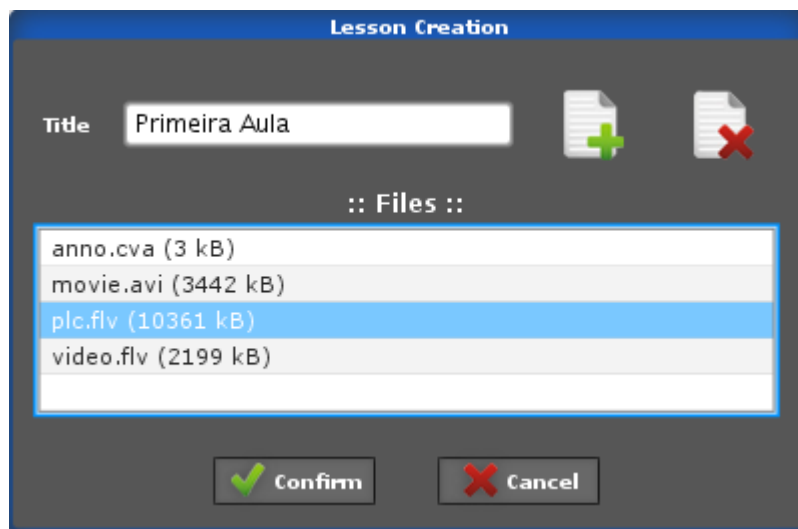 Lesson Creation
Title Primeira Aula
:: Files ::
anno.cva (3 kB)
movie.avi (3442 kB)
plc.flv (10361 kB)
video.flv (2199 kB)
Confirm Cancel